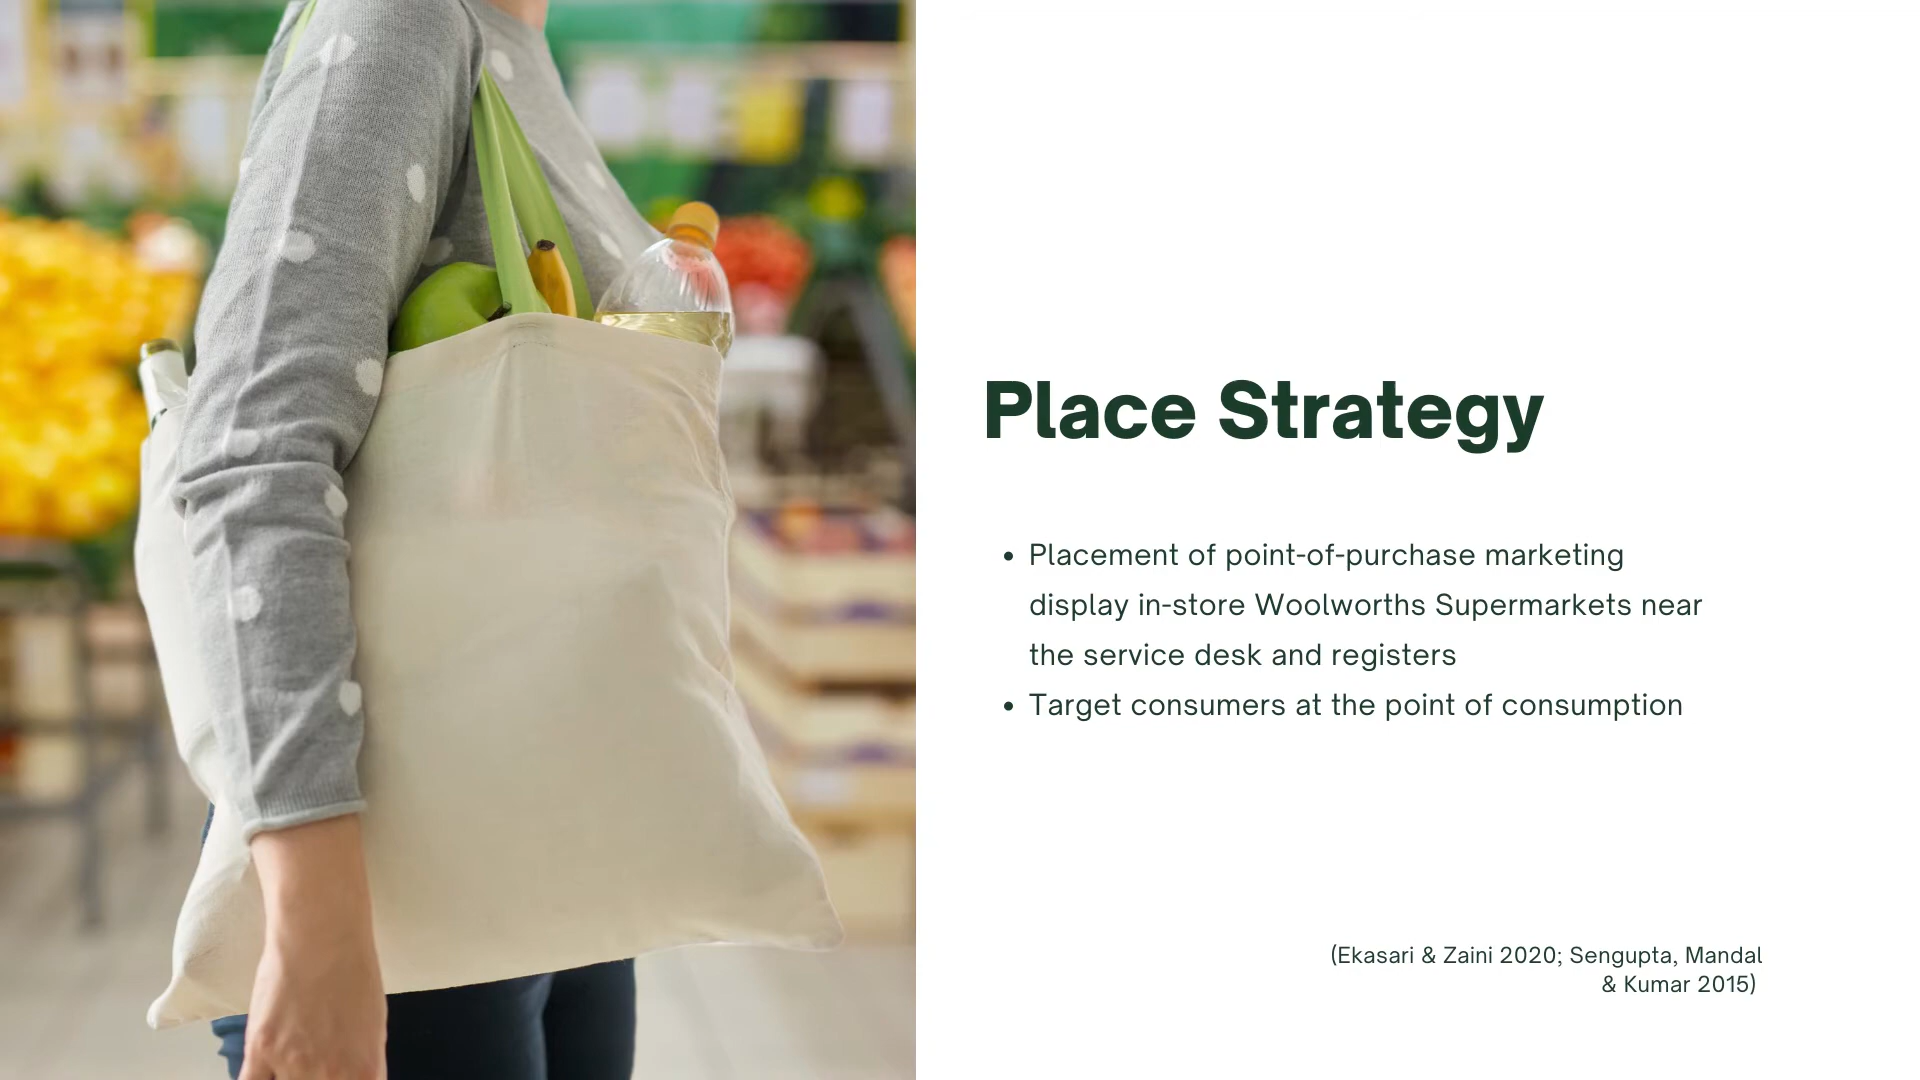 Place Strategy
• Placement of point-of-purchase marketing
display in-store Woolworths Supermarkets near
the service desk and registers
• Target consumers at the point of consumption
(Ekasari & Zaini 2020; Sengupta, Mandal
& Kumar 2015)